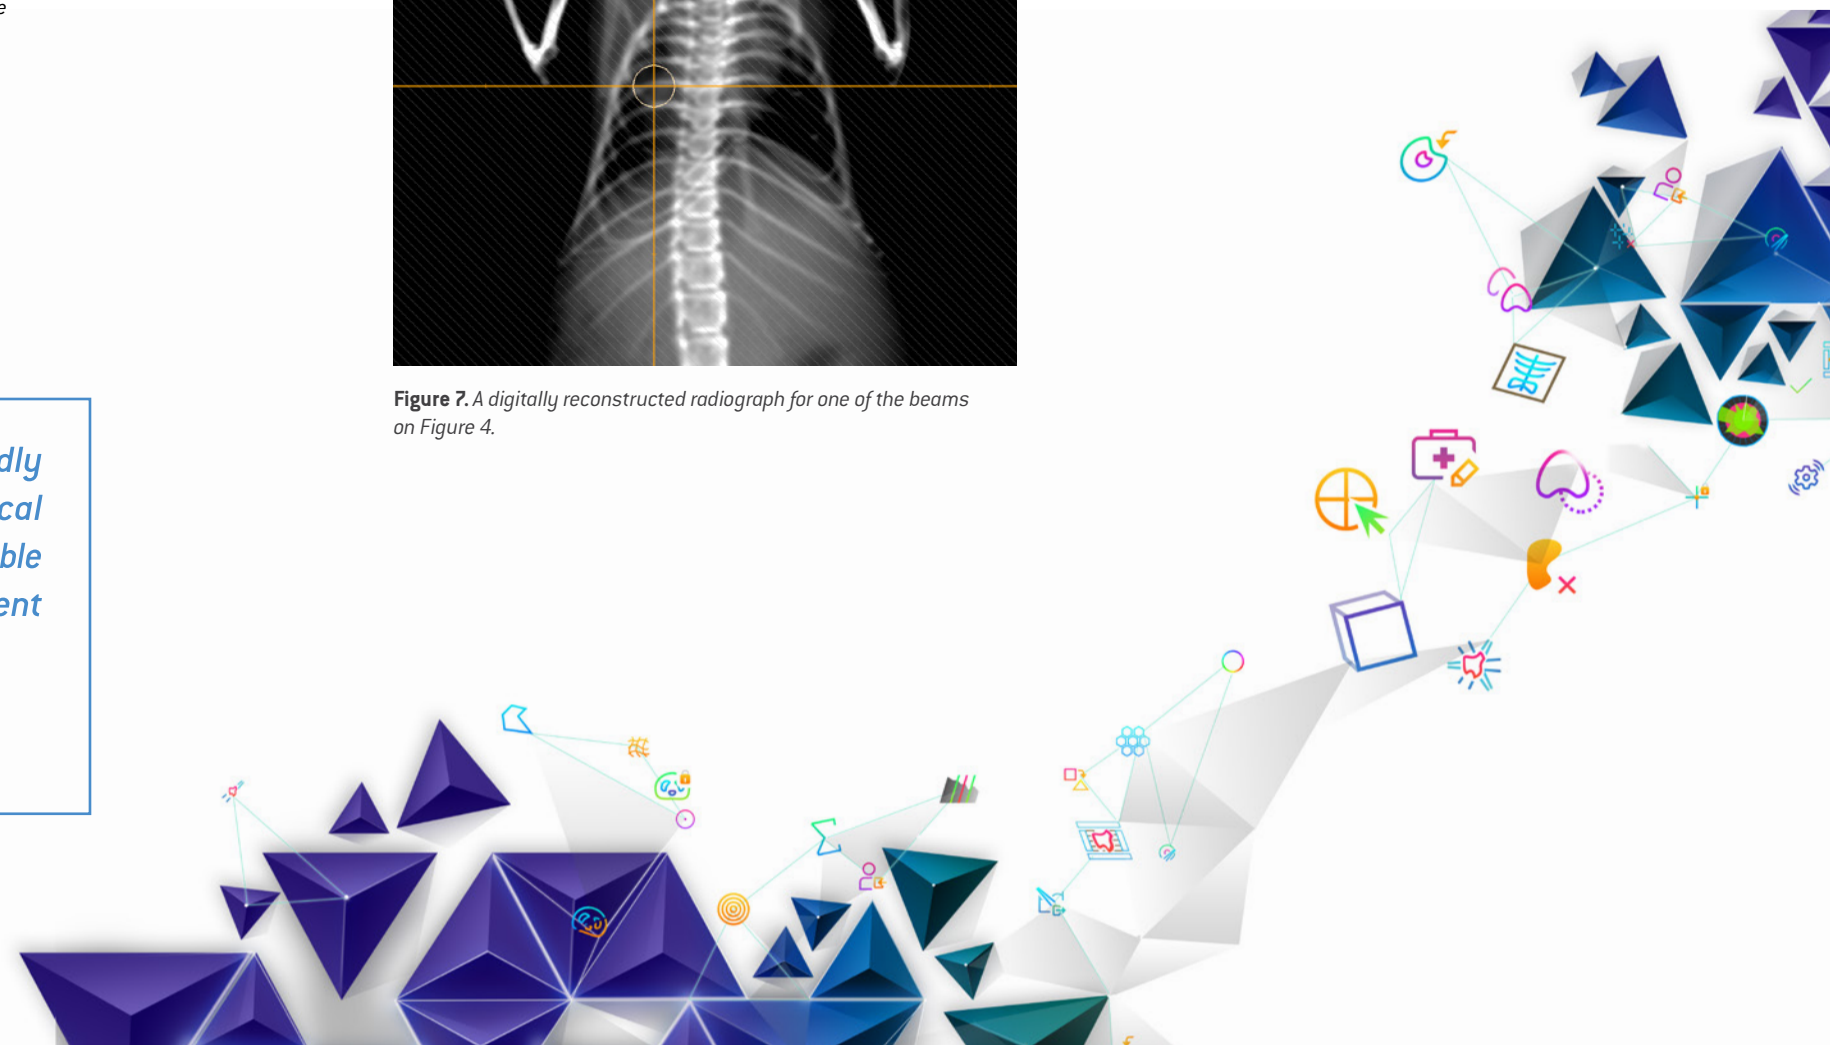 e
dly
cal
ble
ent
Figure 7. A digitally reconstructed radiograph for one of the beams
on Figure 4.